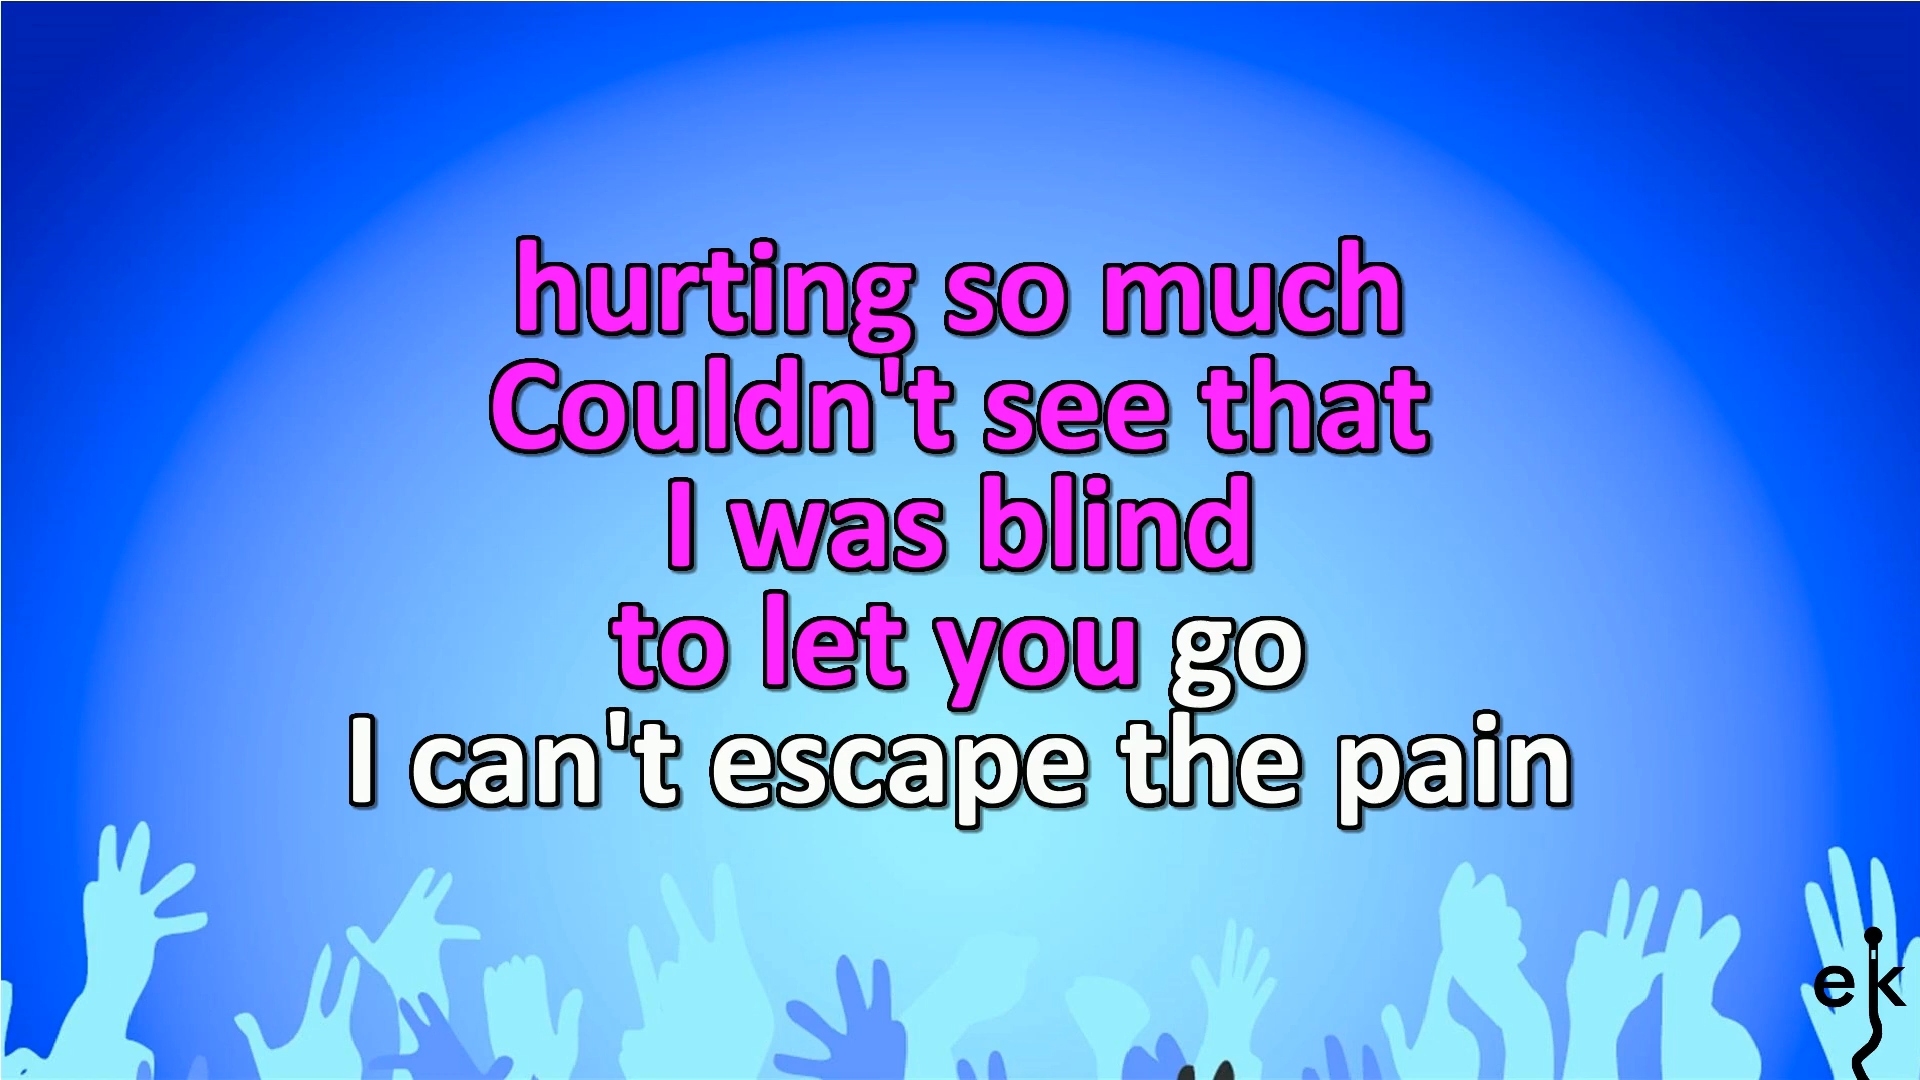 hurting so much
Couldn't see that
I was blind
to let you go
I can't escape the pain
ek